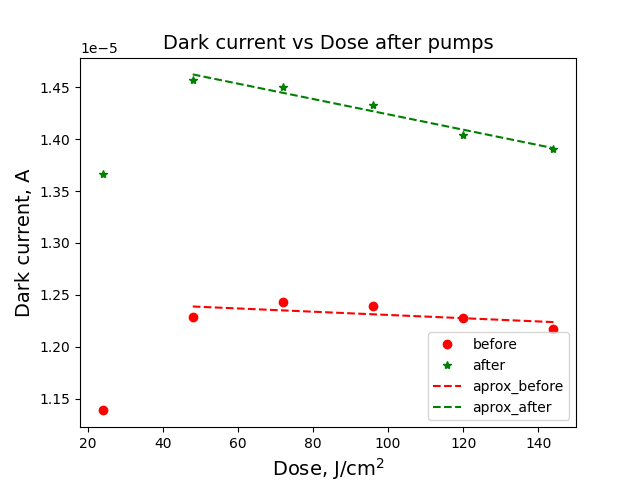 Dark current vs Dose after pumps
1e−5
1.45
1.40
1.35
1.30
1.25
1.20
1.15
Dark current, A
before
after
aprox_before
aprox_after
20 40 60 80 100 120 140
Dose, J/cm²